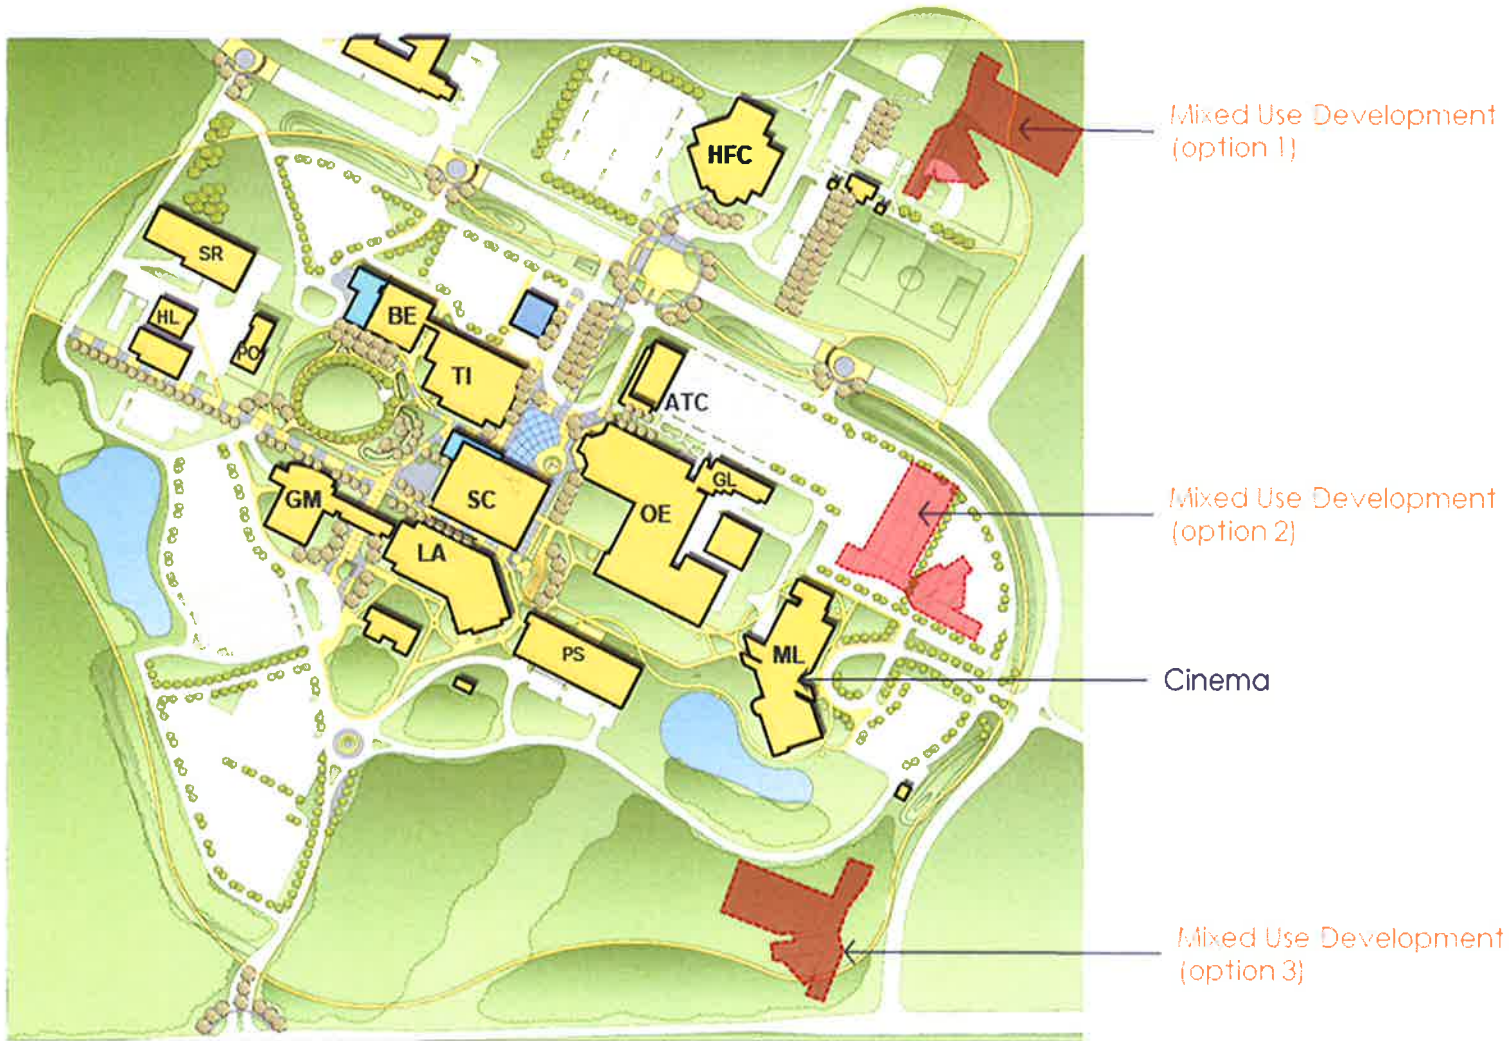 Mixed Use Development
(option 1)
HFC
SR
HL
PO
BE
TI
ATC
GM
SC
LA
OE
GL
Mixed Use Development
(option 2)
PS
ML
Cinema
Mixed Use Development
(option 3)